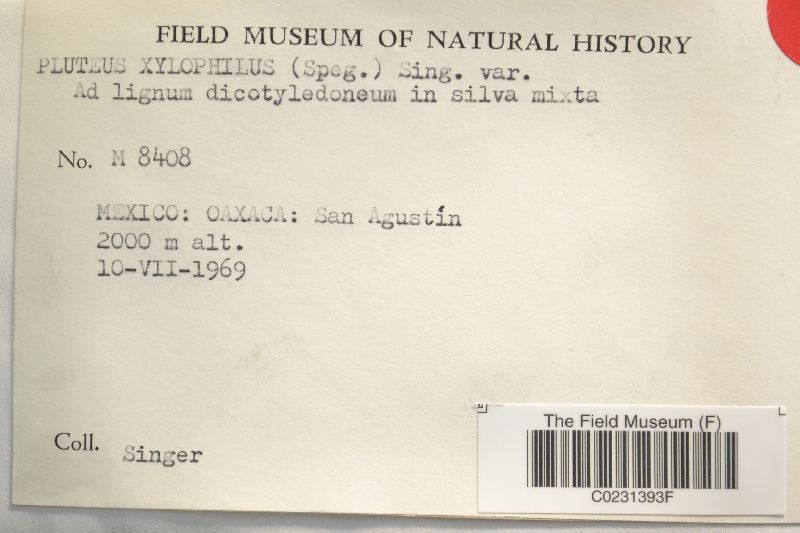 FIELD MUSEUM OF NATURAL HISTORY
PLUTEUS XYLOPHILUS (Speg.) Sing. var.
Ad lignum dicotyledoneum in silva mixta
No. M 8408
MEXICO: OAXACA: San Agustín
2000 m alt.
10-VII-1969
Coll. Singer
The Field Museum (F)
C0231393F